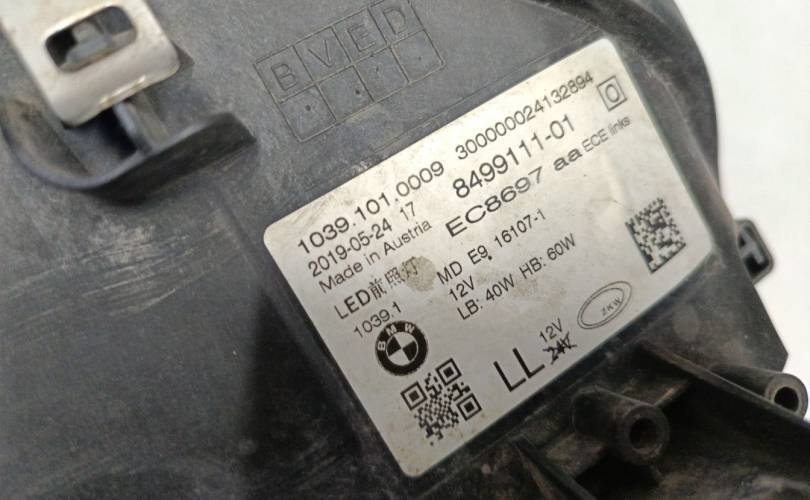 BVED
1039.101.0009 300000024132894
2019-05-24 17 8499111-01
Made in Austria EC8697 aa ECE links
LED前照灯 MD E9 16107-1
1039.1 12V
LB: 40W HB: 60W
BMW
LL 12V
24V
ZKW